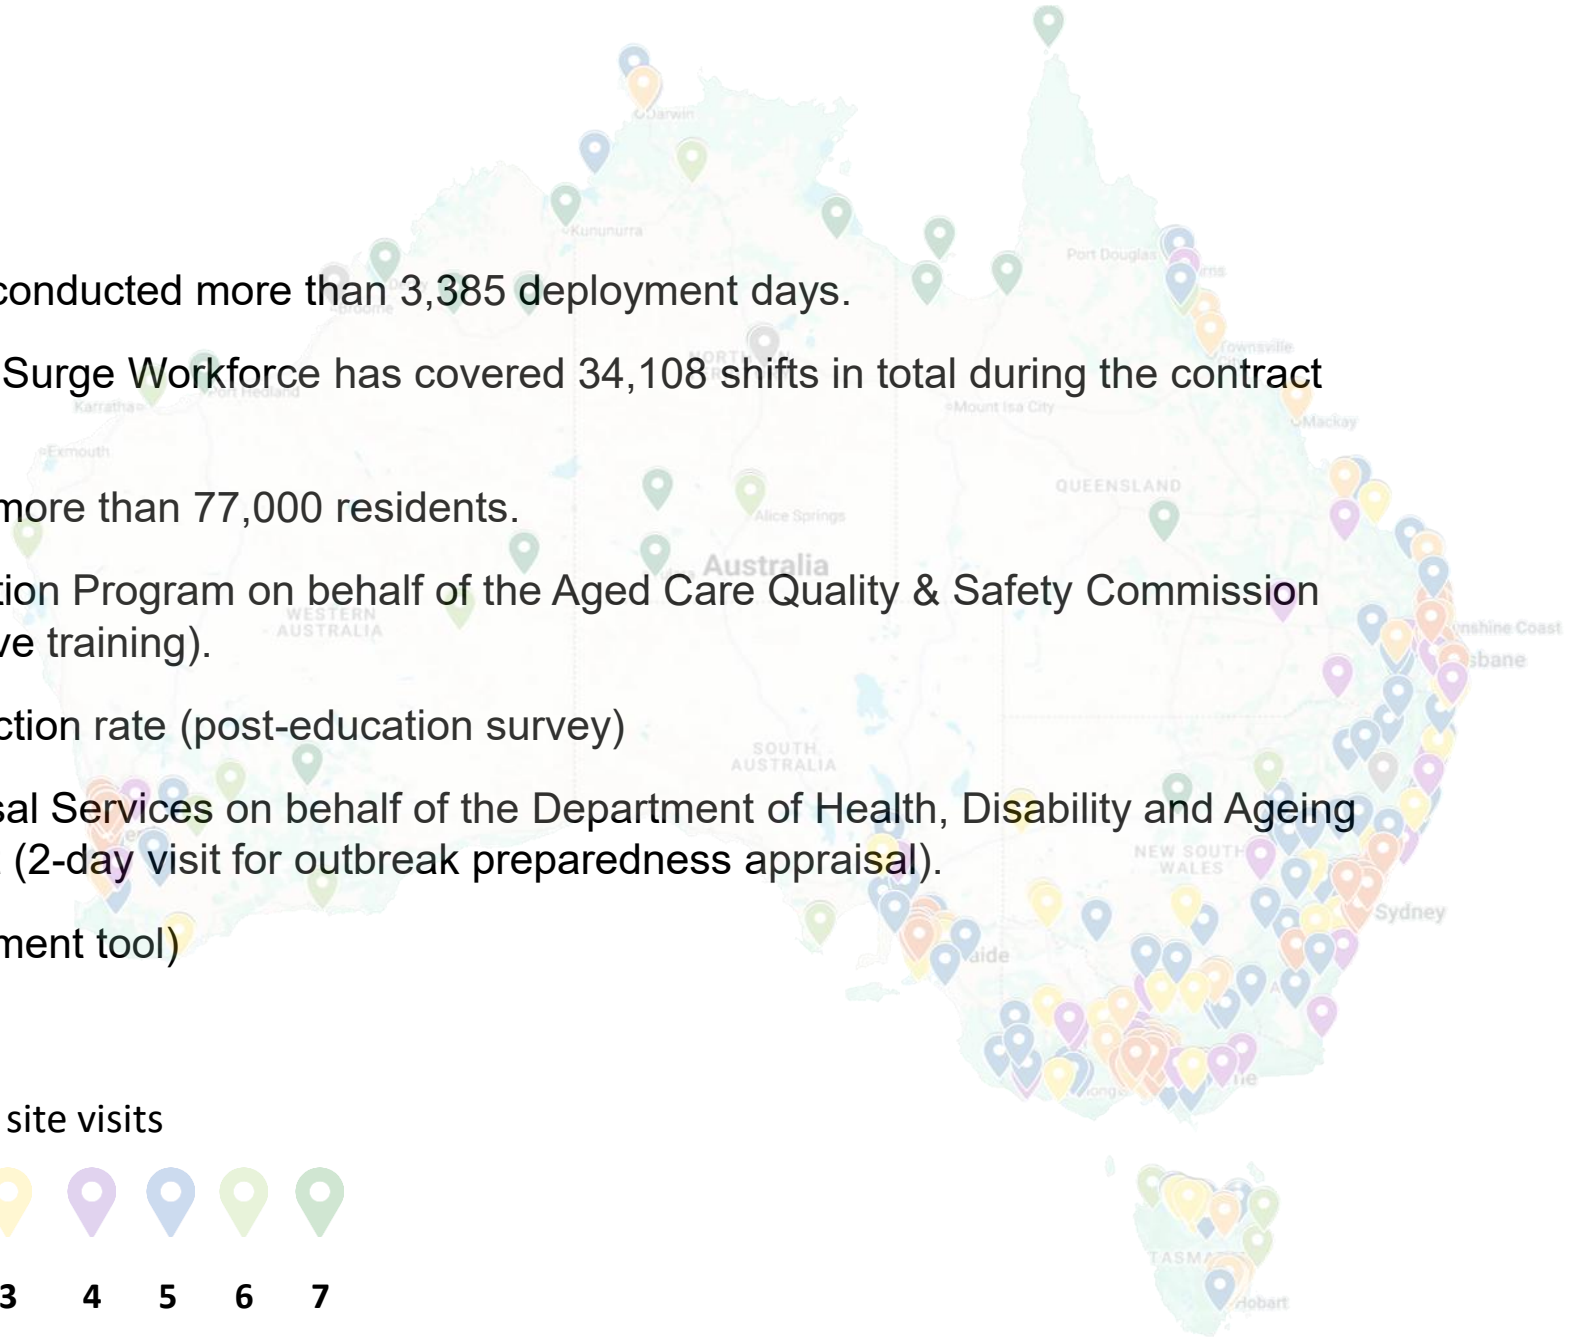 Darwin
Kununurra
Port Douglas
conducted more than 3,385 deployment days.
Broome
Townsville
Surge Workforce has covered 34,108 shifts in total during the contract
Port Hedland
Karratha
Mount Isa City
Mackay
Exmouth
QUEENSLAND
more than 77,000 residents.
Alice Springs
Australia
tion Program on behalf of the Aged Care Quality & Safety Commission
WESTERN
AUSTRALIA
nshine Coast
ve training).
sbane
ction rate (post-education survey)
SOUTH
AUSTRALIA
sal Services on behalf of the Department of Health, Disability and Ageing
NEW SOUTH
WALES
(2-day visit for outbreak preparedness appraisal).
Sydney
ment tool)
aide
site visits
3 4 5 6 7
Hobart